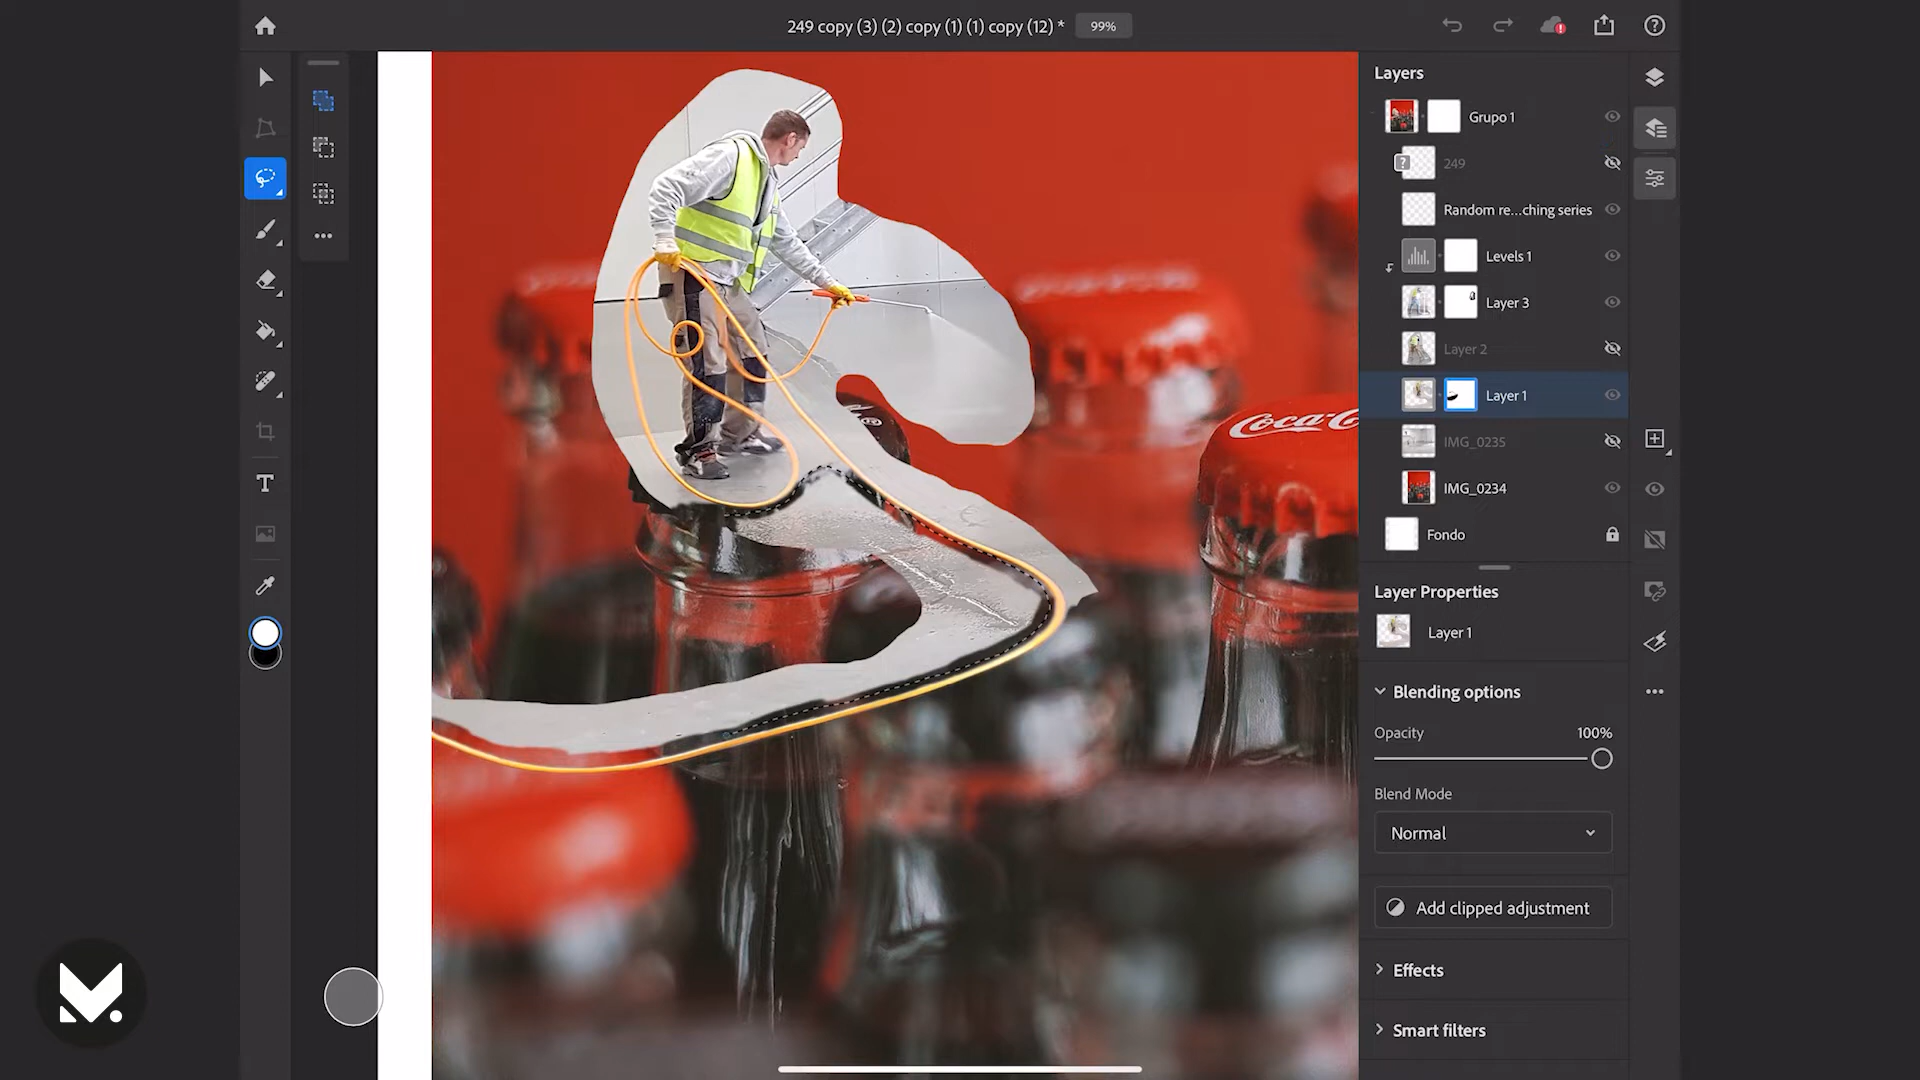 249 copy (3) (2) copy (1) (1) copy (12) *
99%
Layers
Grupo 1
249
Random re...ching series
Levels 1
Layer 3
Layer 2
Layer 1
IMG_0235
IMG_0234
Fondo
Layer Properties
Layer 1
Blending options
Opacity
100%
Blend Mode
Normal
Add clipped adjustment
Effects
Smart filters
T
Coca-C
M.